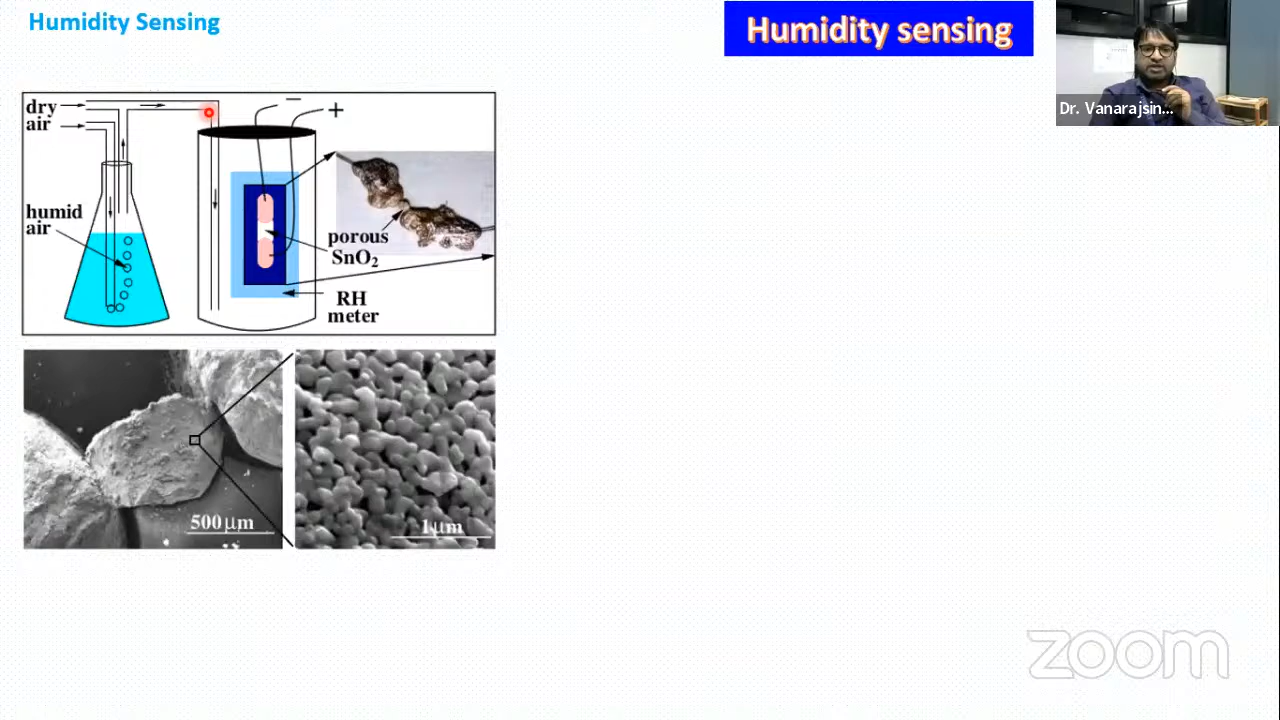 Humidity Sensing
Humidity sensing
Dr. Vanarajsin...
dry
air
humid
air
−
+
porous
SnO₂
RH
meter
500 μm
1μm
zoom